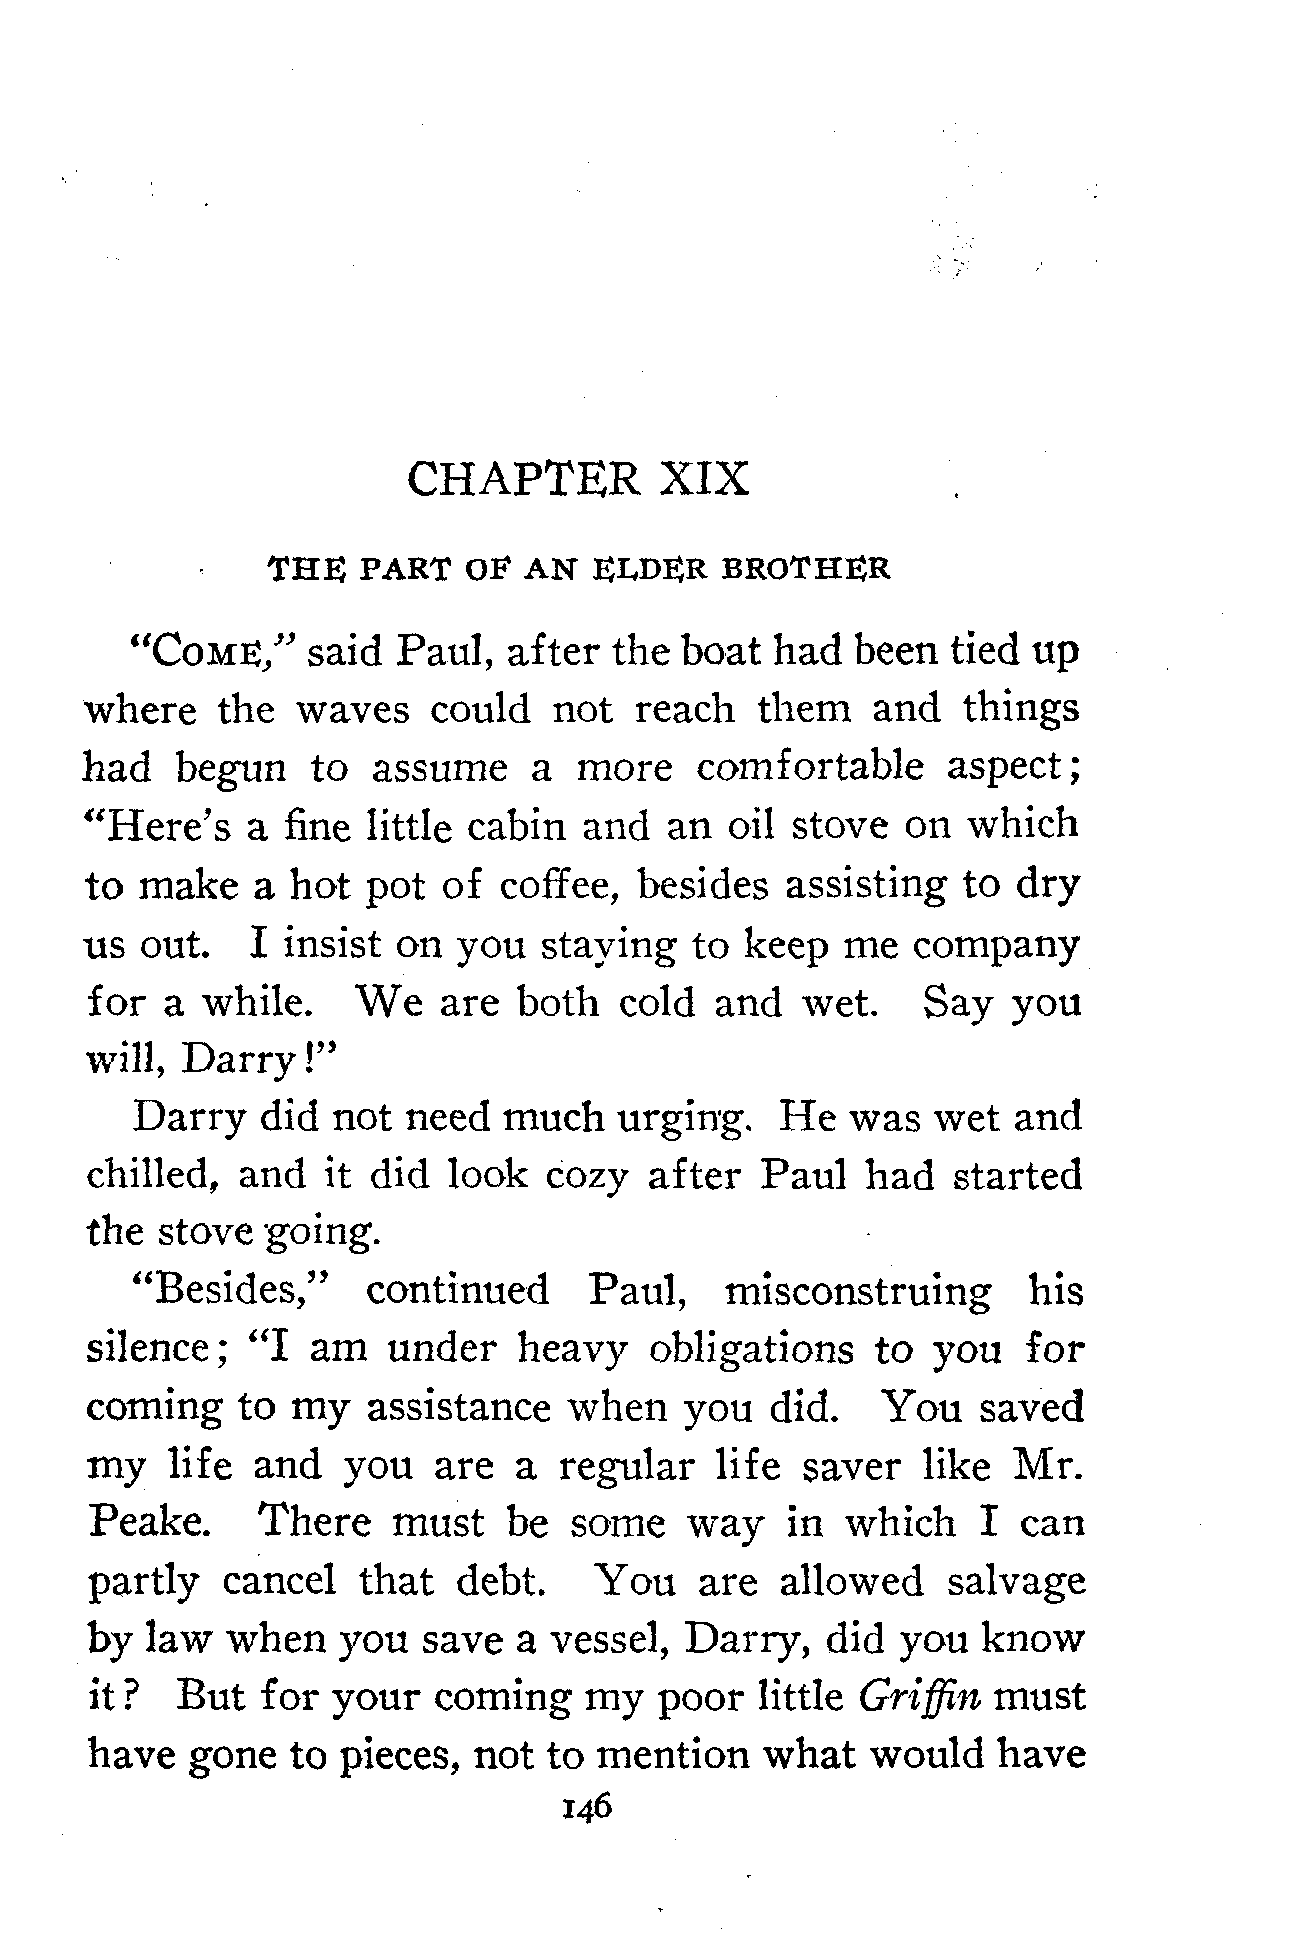 CHAPTER XIX
THE PART OF AN ELDER BROTHER
“COME,” said Paul, after the boat had been tied up
where the waves could not reach them and things
had begun to assume a more comfortable aspect;
“Here’s a fine little cabin and an oil stove on which
to make a hot pot of coffee, besides assisting to dry
us out. I insist on you staying to keep me company
for a while. We are both cold and wet. Say you
will, Darry!”
Darry did not need much urging. He was wet and
chilled, and it did look cozy after Paul had started
the stove going.
“Besides,” continued Paul, misconstruing his
silence; “I am under heavy obligations to you for
coming to my assistance when you did. You saved
my life and you are a regular life saver like Mr.
Peake. There must be some way in which I can
partly cancel that debt. You are allowed salvage
by law when you save a vessel, Darry, did you know
it? But for your coming my poor little Griffin must
have gone to pieces, not to mention what would have
146